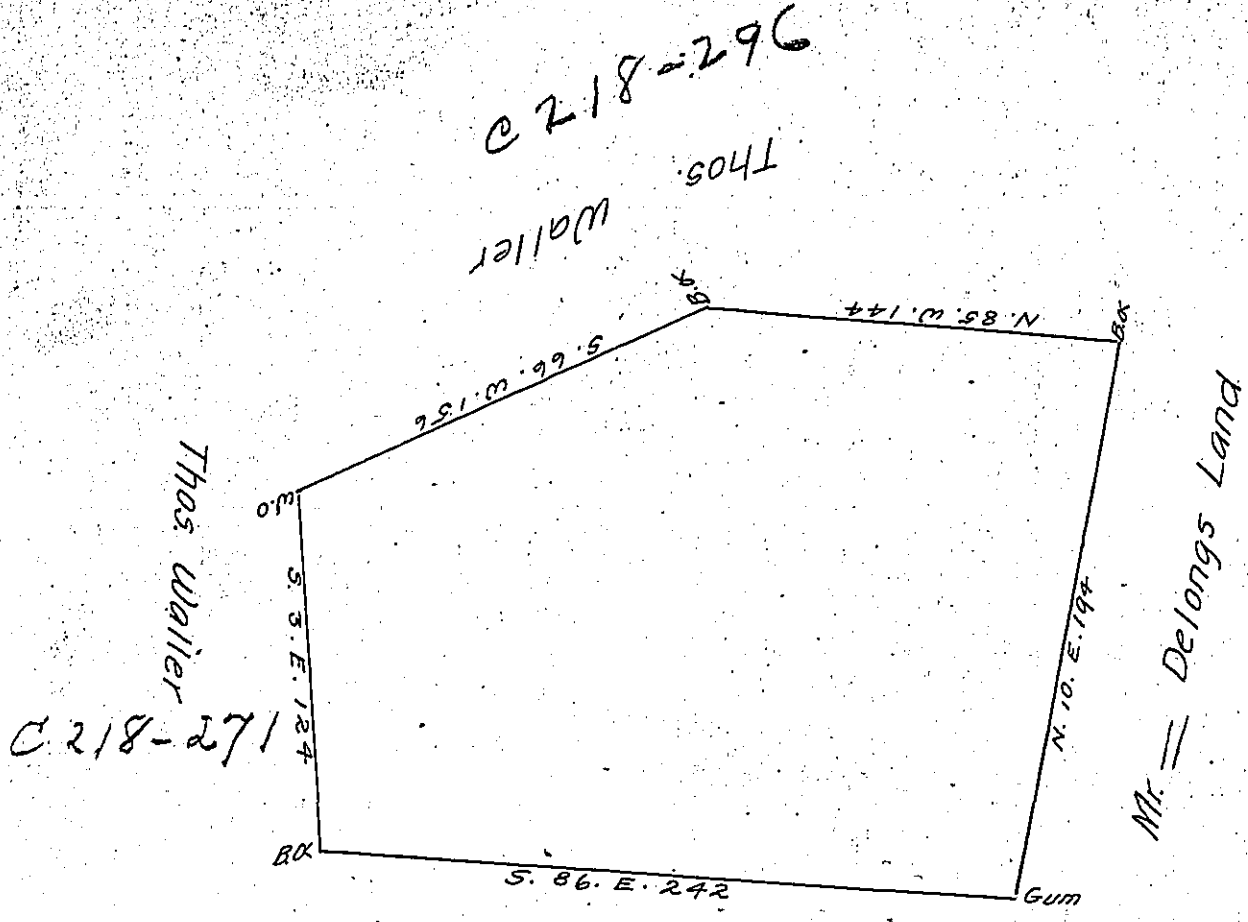 C 218-296
Thos.
Waller
B.O
N. 85. W. 144
B.O
S. 66. W. 156
W.O
Thos. Waller
C 218-271
S. 3. E. 124
N. 10. E. 194
Mr. = Delongs Land
B.O
S. 86. E. 242
Gum